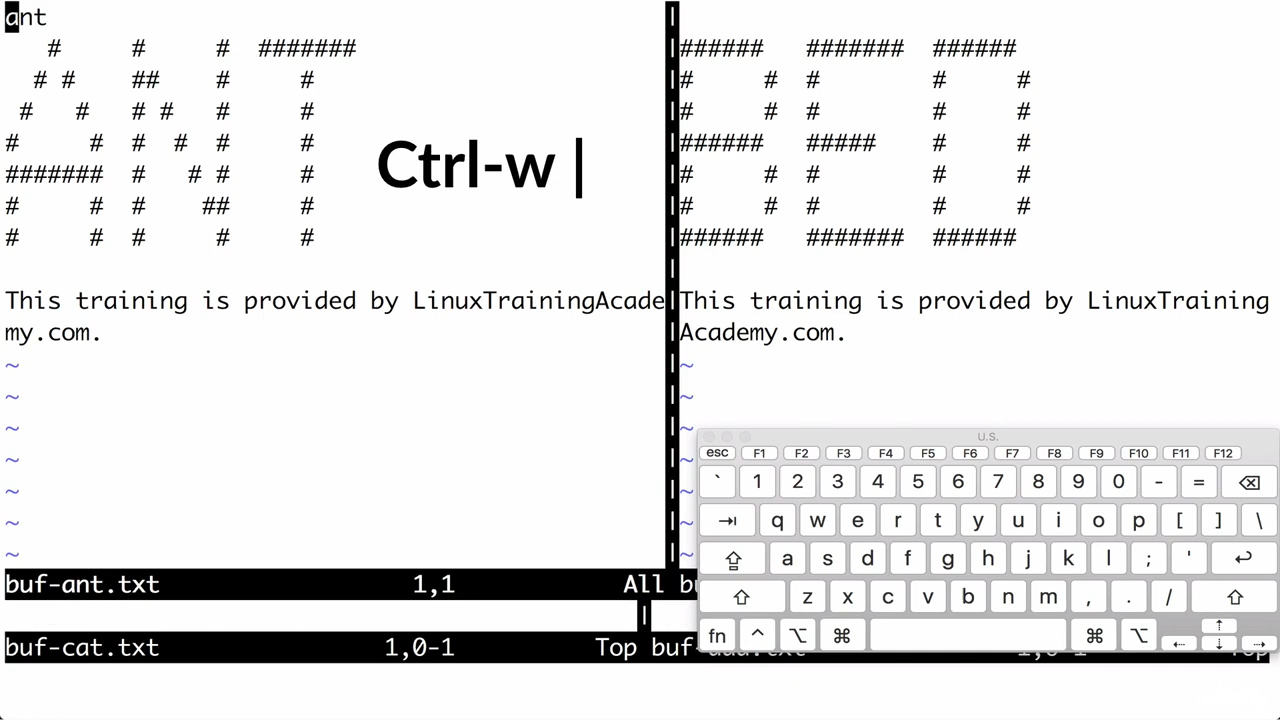 ant
   #     #     #  #######
  # #    ##    #     #
 #   #   # #   #     #
#     #  #  #  #     #
#######  #   # #     #
#     #  #    ##     #
#     #  #     #     #
######   #######  ######
#     #  #        #     #
#     #  #        #     #
######   #####    #     #
#     #  #        #     #
#     #  #        #     #
######   #######  ######
Ctrl-w |
This training is provided by LinuxTrainingAcade
my.com.
This training is provided by LinuxTraining
Academy.com.
~
~
~
~
~
~
~
~
~
~
~
~
~
~
buf-ant.txt 1,1 All
buf-cat.txt 1,0-1 Top
U.S.
esc F1 F2 F3 F4 F5 F6 F7 F8 F9 F10 F11 F12
` 1 2 3 4 5 6 7 8 9 0 - =
q w e r t y u i o p [ ] \
a s d f g h j k l ; '
z x c v b n m , . /
fn ^ ⌥ ⌘ ⌘ ⌥